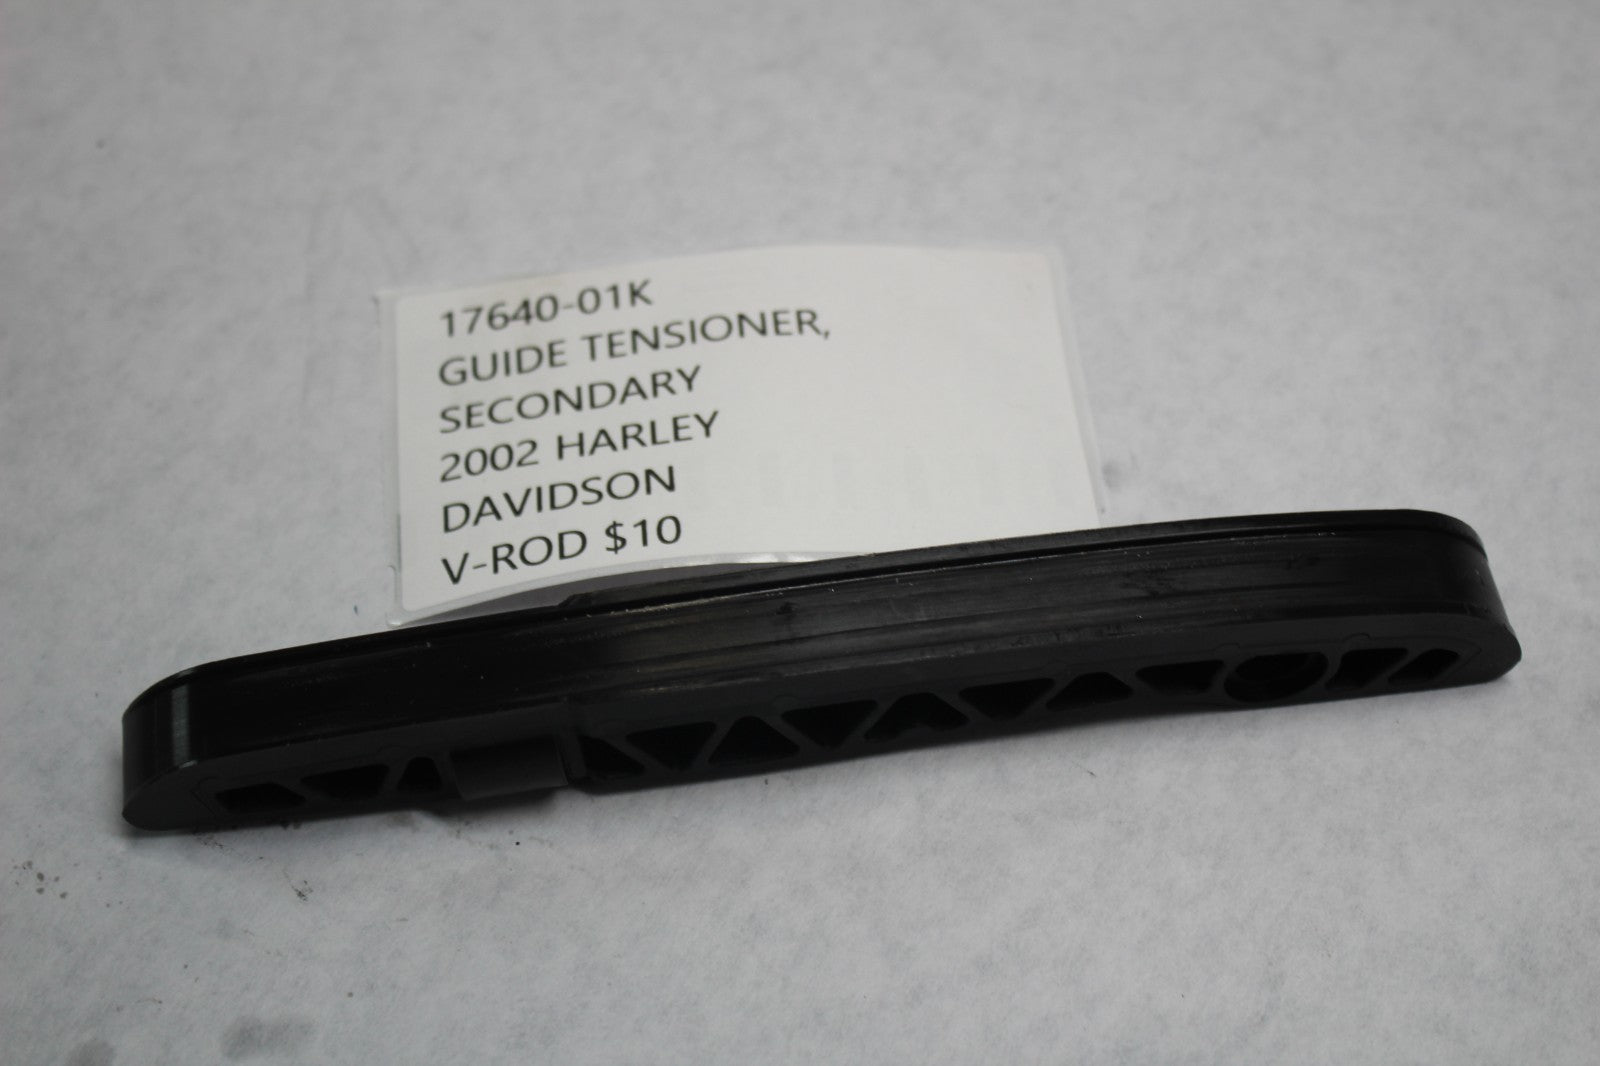 17640-01K
GUIDE TENSIONER,
SECONDARY
2002 HARLEY
DAVIDSON
V-ROD $10